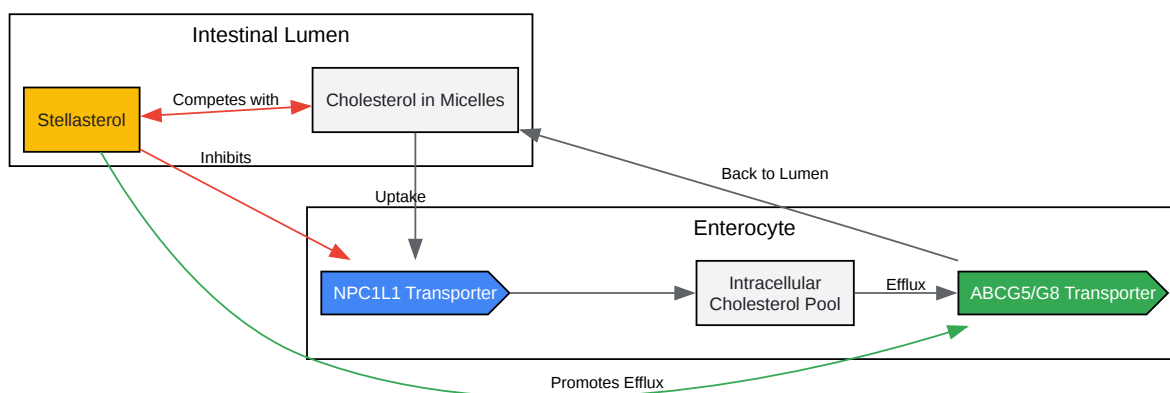 Intestinal Lumen
Stellasterol
Competes with
Cholesterol in Micelles
Inhibits
Uptake
Back to Lumen
Enterocyte
NPC1L1 Transporter
Intracellular
Cholesterol Pool
Efflux
ABCG5/G8 Transporter
Promotes Efflux